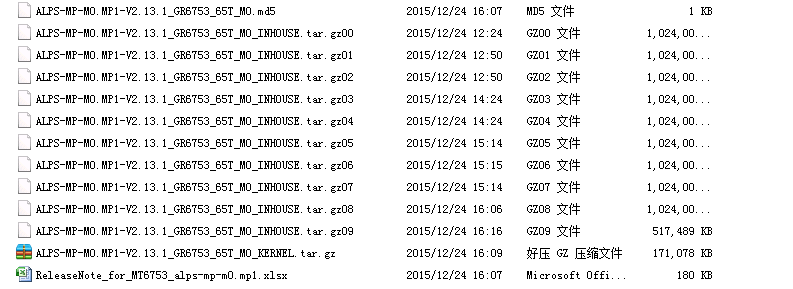 ALPS-MP-M0.MP1-V2.13.1_GR6753_65T_M0.md5 2015/12/24 16:07 MD5 文件 1 KB
ALPS-MP-M0.MP1-V2.13.1_GR6753_65T_M0_INHOUSE.tar.gz00 2015/12/24 12:24 GZ00 文件 1,024,00...
ALPS-MP-M0.MP1-V2.13.1_GR6753_65T_M0_INHOUSE.tar.gz01 2015/12/24 12:50 GZ01 文件 1,024,00...
ALPS-MP-M0.MP1-V2.13.1_GR6753_65T_M0_INHOUSE.tar.gz02 2015/12/24 12:50 GZ02 文件 1,024,00...
ALPS-MP-M0.MP1-V2.13.1_GR6753_65T_M0_INHOUSE.tar.gz03 2015/12/24 14:24 GZ03 文件 1,024,00...
ALPS-MP-M0.MP1-V2.13.1_GR6753_65T_M0_INHOUSE.tar.gz04 2015/12/24 14:24 GZ04 文件 1,024,00...
ALPS-MP-M0.MP1-V2.13.1_GR6753_65T_M0_INHOUSE.tar.gz05 2015/12/24 15:14 GZ05 文件 1,024,00...
ALPS-MP-M0.MP1-V2.13.1_GR6753_65T_M0_INHOUSE.tar.gz06 2015/12/24 15:15 GZ06 文件 1,024,00...
ALPS-MP-M0.MP1-V2.13.1_GR6753_65T_M0_INHOUSE.tar.gz07 2015/12/24 15:14 GZ07 文件 1,024,00...
ALPS-MP-M0.MP1-V2.13.1_GR6753_65T_M0_INHOUSE.tar.gz08 2015/12/24 16:06 GZ08 文件 1,024,00...
ALPS-MP-M0.MP1-V2.13.1_GR6753_65T_M0_INHOUSE.tar.gz09 2015/12/24 16:16 GZ09 文件 517,489 KB
ALPS-MP-M0.MP1-V2.13.1_GR6753_65T_M0_KERNEL.tar.gz 2015/12/24 16:09 好压 GZ 压缩文件 171,078 KB
ReleaseNote_for_MT6753_alps-mp-m0.mp1.xlsx 2015/12/24 16:07 Microsoft Offi... 180 KB